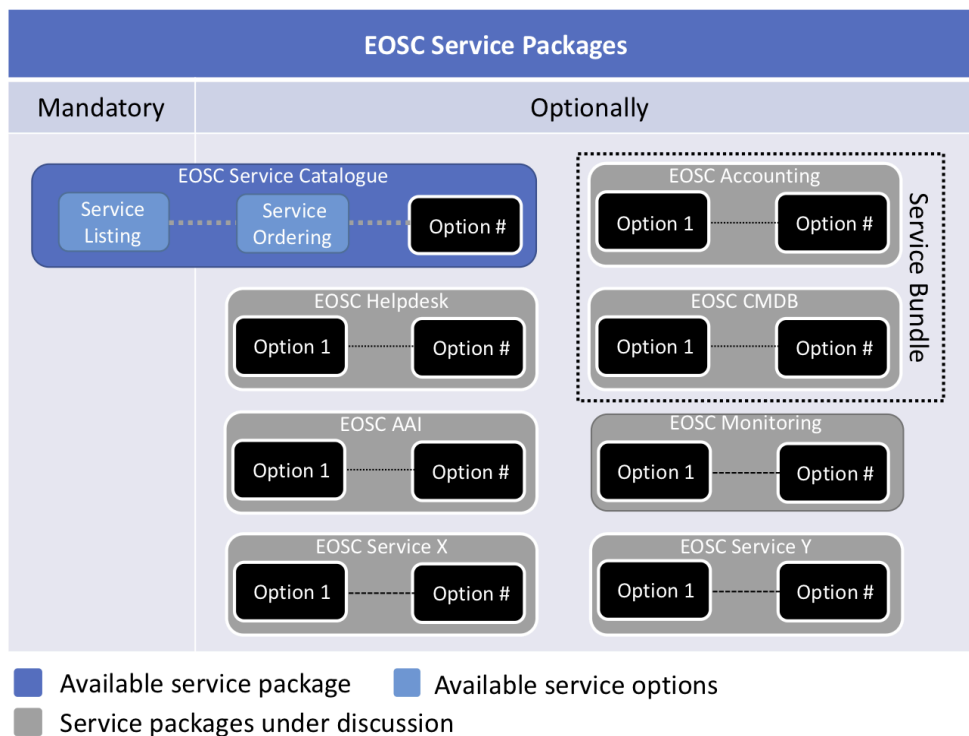 EOSC Service Packages
Mandatory
Optionally
EOSC Service Catalogue
Service
Listing
Service
Ordering
Option #
EOSC Accounting
Option 1
Option #
EOSC Helpdesk
Option 1
Option #
EOSC CMDB
Option 1
Option #
Service Bundle
EOSC AAI
Option 1
Option #
EOSC Monitoring
Option 1
Option #
EOSC Service X
Option 1
Option #
EOSC Service Y
Option 1
Option #
Available service package
Available service options
Service packages under discussion